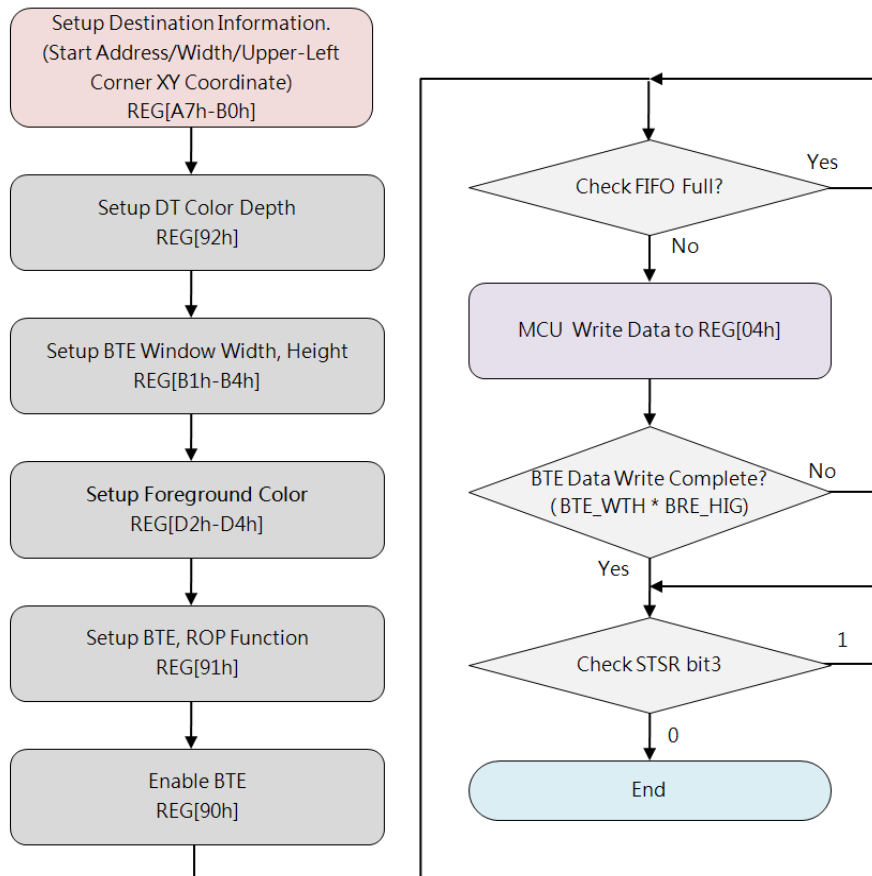 Setup Destination Information.
(Start Address/Width/Upper-Left
Corner XY Coordinate)
REG[A7h-B0h]
Setup DT Color Depth
REG[92h]
Setup BTE Window Width, Height
REG[B1h-B4h]
Setup Foreground Color
REG[D2h-D4h]
Setup BTE, ROP Function
REG[91h]
Enable BTE
REG[90h]
Check FIFO Full?
Yes
No
MCU Write Data to REG[04h]
BTE Data Write Complete?
(BTE_WTH * BRE_HIG)
No
Yes
Check STSR bit3
1
0
End